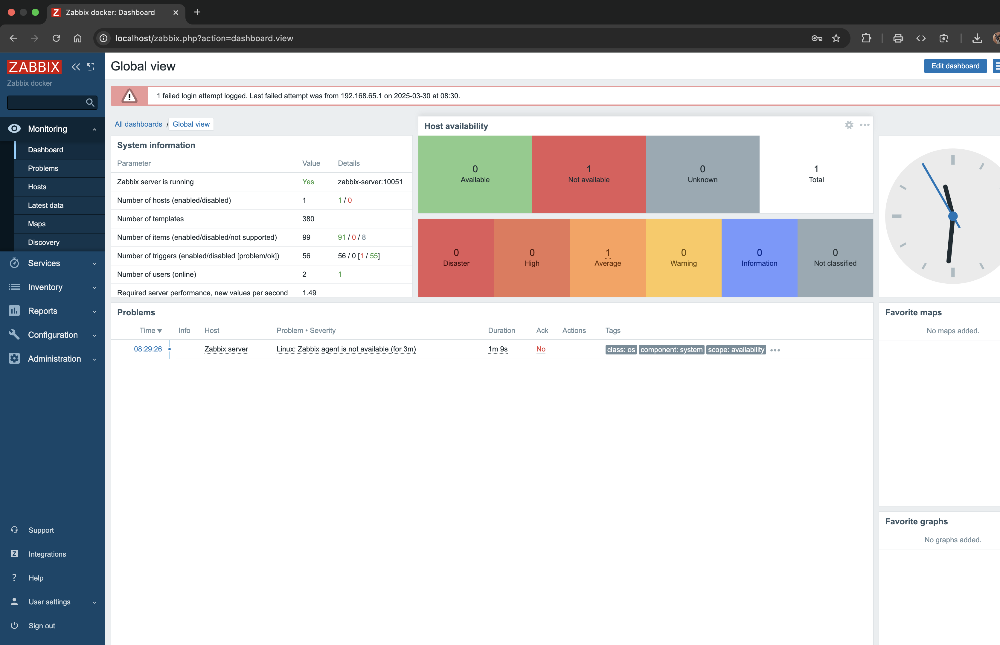 Zabbix docker: Dashboard
localhost/zabbix.php?action=dashboard.view
ZABBIX
Zabbix docker
Monitoring
Dashboard
Problems
Hosts
Latest data
Maps
Discovery
Services
Inventory
Reports
Configuration
Administration
Support
Integrations
Help
User settings
Sign out
Global view
Edit dashboard
1 failed login attempt logged. Last failed attempt was from 192.168.65.1 on 2025-03-30 at 08:30.
All dashboards / Global view
System information
Parameter Value Details
Zabbix server is running Yes zabbix-server:10051
Number of hosts (enabled/disabled) 1 1 / 0
Number of templates 380
Number of items (enabled/disabled/not supported) 99 91 / 0 / 8
Number of triggers (enabled/disabled [problem/ok]) 56 56 / 0 [1 / 55]
Number of users (online) 2 1
Required server performance, new values per second 1.49
Host availability
0 1 0 1
Available Not available Unknown Total
0 0 1 0 0 0
Disaster High Average Warning Information Not classified
Problems
Time ▼ Info Host Problem • Severity Duration Ack Actions Tags
08:29:26 Zabbix server Linux: Zabbix agent is not available (for 3m) 1m 9s No class: os component: system scope: availability
Favorite maps
No maps added.
Favorite graphs
No graphs added.